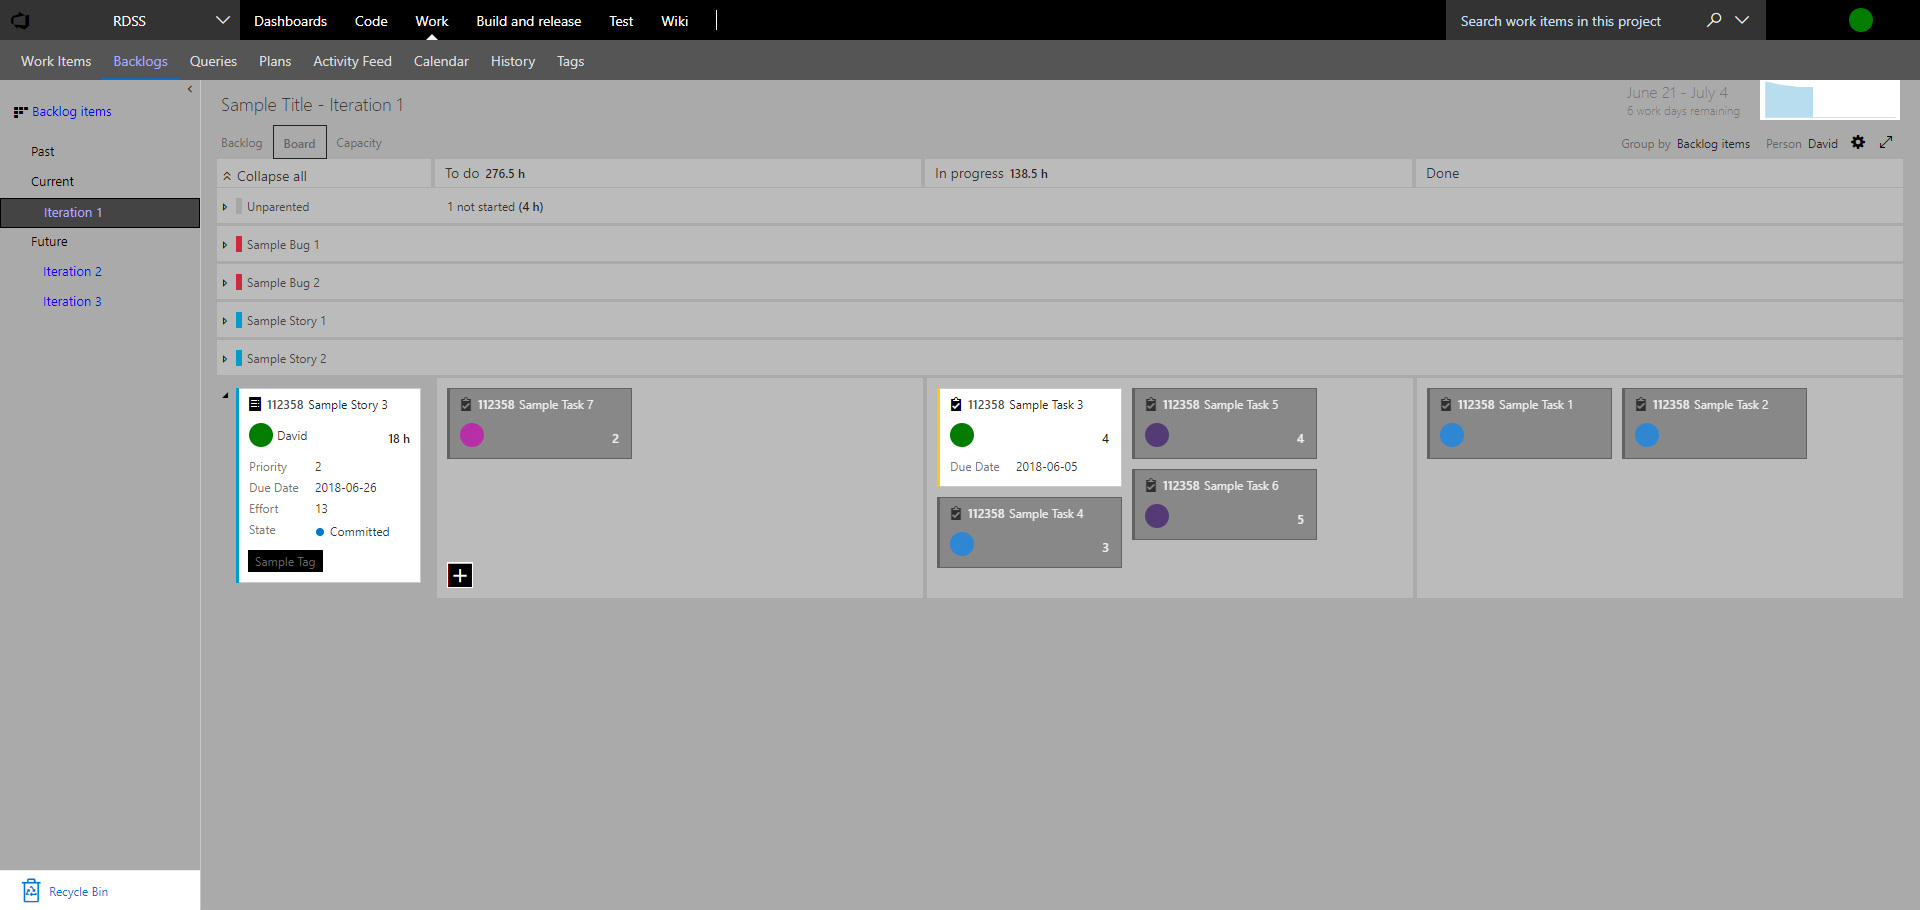 RDSS Dashboards Code Work Build and release Test Wiki Search work items in this project
Work Items Backlogs Queries Plans Activity Feed Calendar History Tags
Backlog items
Past
Current
Iteration 1
Future
Iteration 2
Iteration 3
Recycle Bin
Sample Title - Iteration 1
June 21 - July 4
6 work days remaining
Backlog Board Capacity
Group by Backlog items Person David
Collapse all To do 276.5 h In progress 138.5 h Done
Unparented 1 not started (4 h)
Sample Bug 1
Sample Bug 2
Sample Story 1
Sample Story 2
112358 Sample Story 3
David 18 h
Priority 2
Due Date 2018-06-26
Effort 13
State Committed
Sample Tag
112358 Sample Task 7
2
112358 Sample Task 3
4
Due Date 2018-06-05
112358 Sample Task 4
3
112358 Sample Task 5
4
112358 Sample Task 6
5
112358 Sample Task 1
112358 Sample Task 2